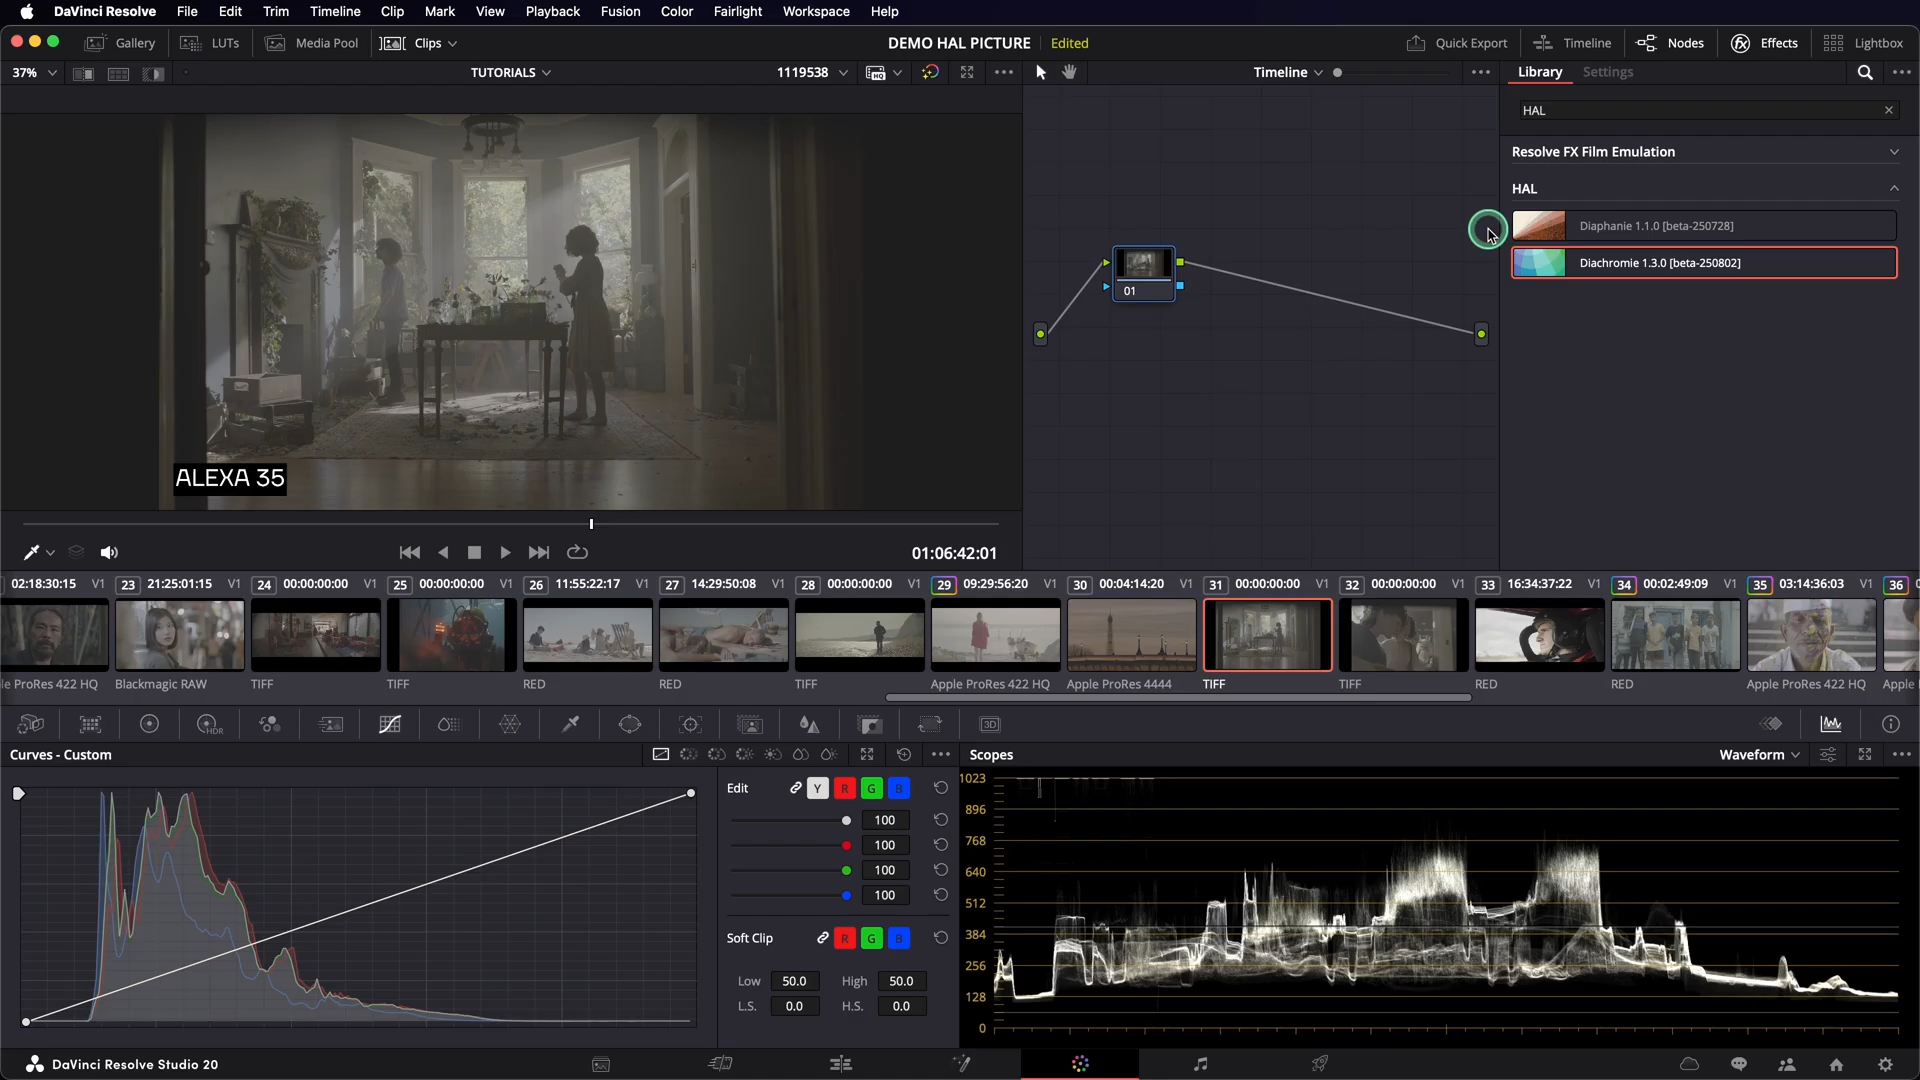 DaVinci Resolve File Edit Trim Timeline Clip Mark View Playback Fusion Color Fairlight Workspace Help
Gallery LUTs Media Pool Clips DEMO HAL PICTURE Edited Quick Export Timeline Nodes Effects Lightbox
37% TUTORIALS 1119538 Timeline Library Settings
HAL
Resolve FX Film Emulation
HAL
Diaphanie 1.1.0 [beta-250728]
Diachromie 1.3.0 [beta-250802]
01
ALEXA 35
01:06:42:01
02:18:30:15 V1 23 21:25:01:15 V1 24 00:00:00:00 V1 25 00:00:00:00 V1 26 11:55:22:17 V1 27 14:29:50:08 V1 28 00:00:00:00 V1 29 09:29:56:20 V1 30 00:04:14:20 V1 31 00:00:00:00 V1 32 00:00:00:00 V1 33 16:34:37:22 V1 34 00:02:49:09 V1 35 03:14:36:03 V1 36
le ProRes 422 HQ Blackmagic RAW TIFF TIFF RED RED TIFF Apple ProRes 422 HQ Apple ProRes 4444 TIFF TIFF RED RED Apple ProRes 422 HQ Apple
HDR 3D
Curves - Custom Scopes Waveform
Edit Y R G B
100
100
100
100
Soft Clip R G B
Low 50.0 High 50.0
L.S. 0.0 H.S. 0.0
1023
896
768
640
512
384
256
128
0
DaVinci Resolve Studio 20